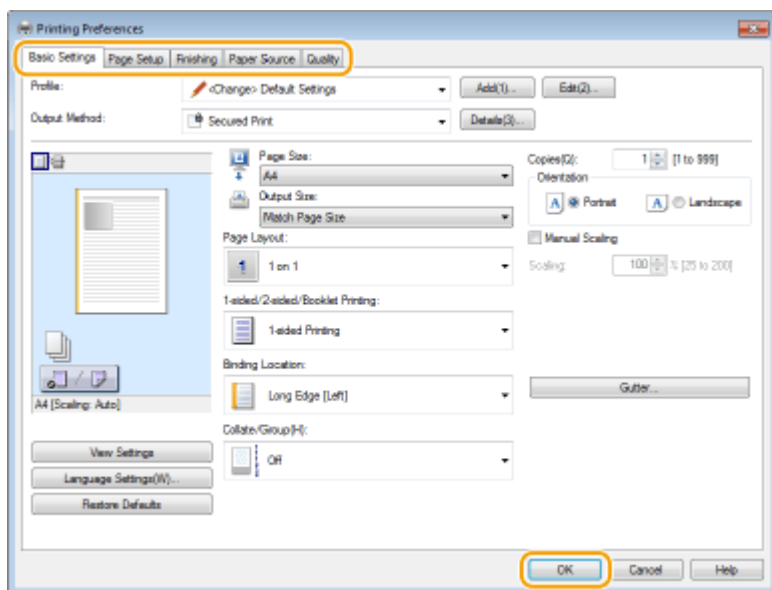 Printing Preferences
Basic Settings Page Setup Finishing Paper Source Quality
Profile: <Change> Default Settings Add(1)... Edit(2)...
Output Method: Secured Print Details(3)...
Page Size:
A4
Output Size:
Match Page Size
Page Layout:
1 on 1
1-sided/2-sided/Booklet Printing:
1-sided Printing
Binding Location:
Long Edge [Left]
Collate/Group(H):
Off
Copies(Q): 1 [1 to 999]
Orientation
A Portrait A Landscape
Manual Scaling
Scaling: 100 % [25 to 200]
Gutter...
A4 [Scaling: Auto]
View Settings
Language Settings(W)...
Restore Defaults
OK Cancel Help